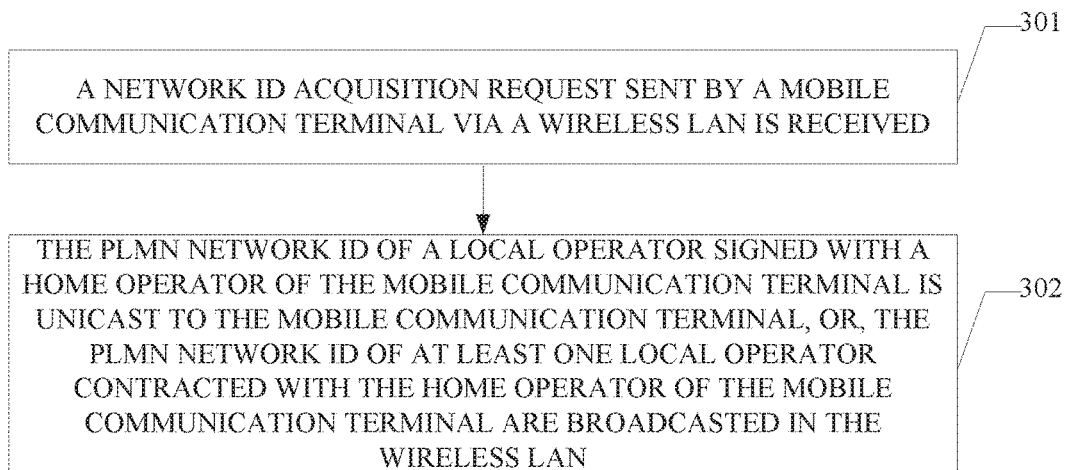 301
A NETWORK ID ACQUISITION REQUEST SENT BY A MOBILE
COMMUNICATION TERMINAL VIA A WIRELESS LAN IS RECEIVED
THE PLMN NETWORK ID OF A LOCAL OPERATOR SIGNED WITH A
HOME OPERATOR OF THE MOBILE COMMUNICATION TERMINAL IS
UNICAST TO THE MOBILE COMMUNICATION TERMINAL, OR, THE
PLMN NETWORK ID OF AT LEAST ONE LOCAL OPERATOR
CONTRACTED WITH THE HOME OPERATOR OF THE MOBILE
COMMUNICATION TERMINAL ARE BROADCASTED IN THE
WIRELESS LAN
302